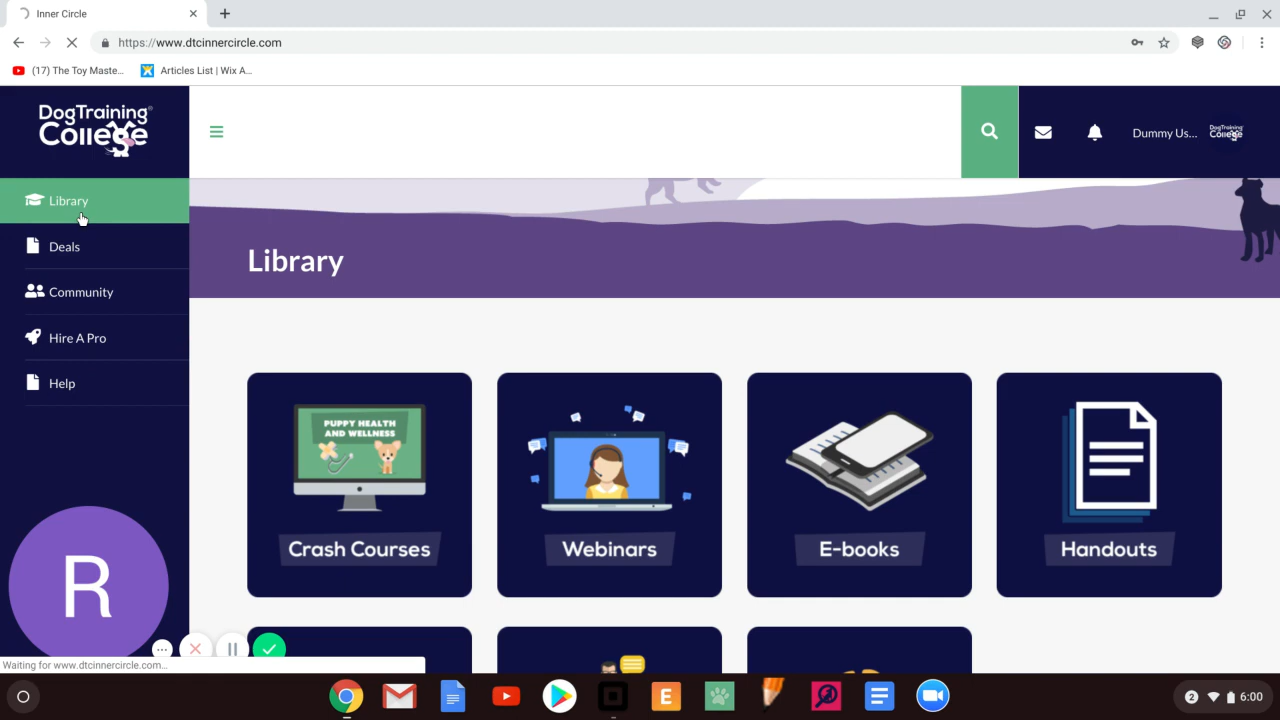 Inner Circle
https://www.dtcinnercircle.com
(17) The Toy Maste...
Articles List | Wix A...
DogTraining
College
Dummy Us...
DogTraining
College
Library
Deals
Community
Hire A Pro
Help
Library
PUPPY HEALTH
AND WELLNESS
Crash Courses
Webinars
E-books
Handouts
R
Waiting for www.dtcinnercircle.com...
E
2
6:00